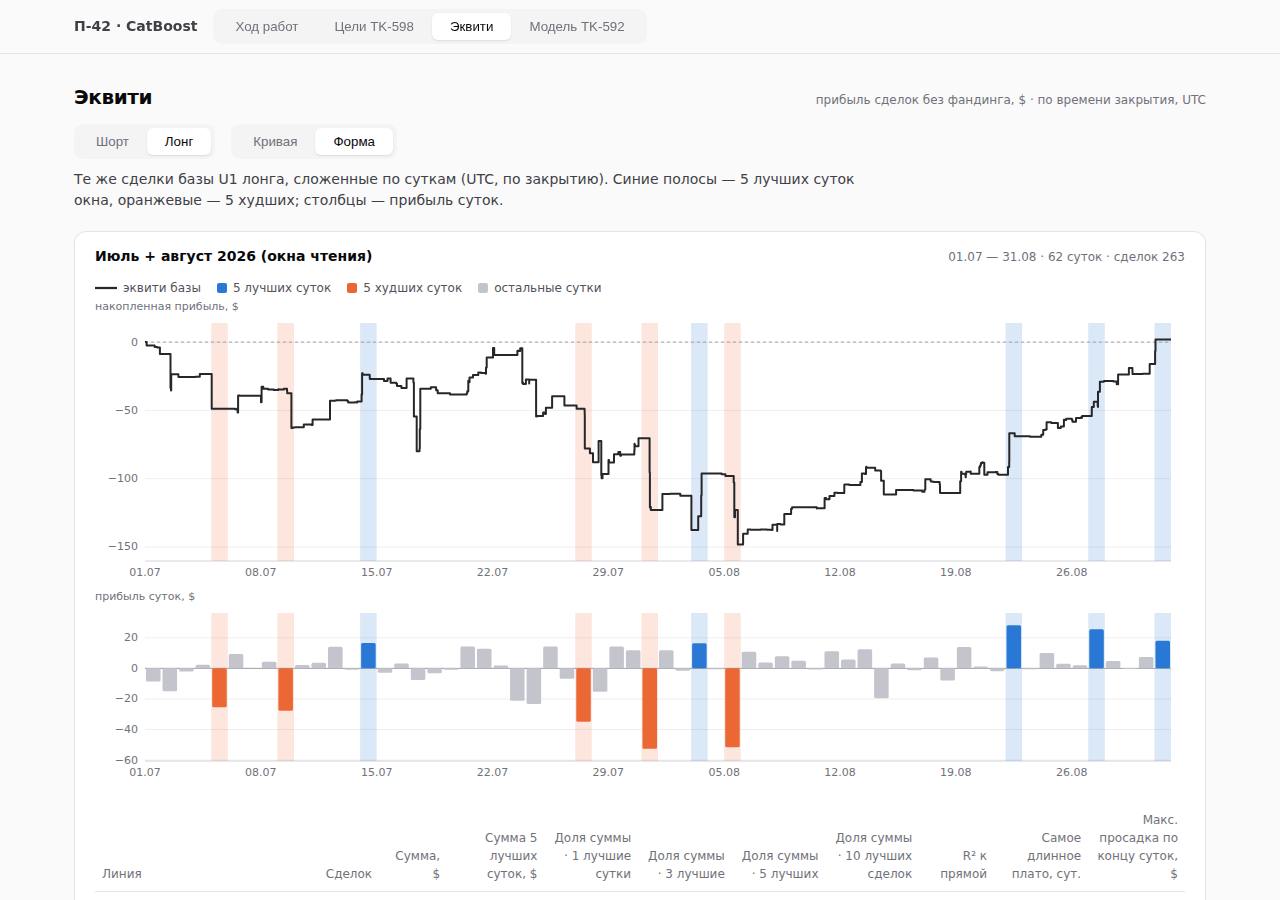 П-42 · CatBoost
Ход работ
Цели ТК-598
Эквити
Модель ТК-592
Эквити
прибыль сделок без фандинга, $ · по времени закрытия, UTC
Шорт
Лонг
Кривая
Форма
Те же сделки базы U1 лонга, сложенные по суткам (UTC, по закрытию). Синие полосы — 5 лучших суток
окна, оранжевые — 5 худших; столбцы — прибыль суток.
Июль + август 2026 (окна чтения)
01.07 — 31.08 · 62 суток · сделок 263
эквити базы
5 лучших суток
5 худших суток
остальные сутки
накопленная прибыль, $
0
−50
−100
−150
01.07
08.07
15.07
22.07
29.07
05.08
12.08
19.08
26.08
прибыль суток, $
20
0
−20
−40
−60
01.07
08.07
15.07
22.07
29.07
05.08
12.08
19.08
26.08
Линия
Сделок
Сумма,
$
Сумма 5
лучших
суток, $
Доля суммы
· 1 лучшие
сутки
Доля суммы
· 3 лучшие
Доля суммы
· 5 лучших
Доля суммы
· 10 лучших
сделок
R² к
прямой
Самое
длинное
плато, сут.
Макс.
просадка по
концу суток,
$